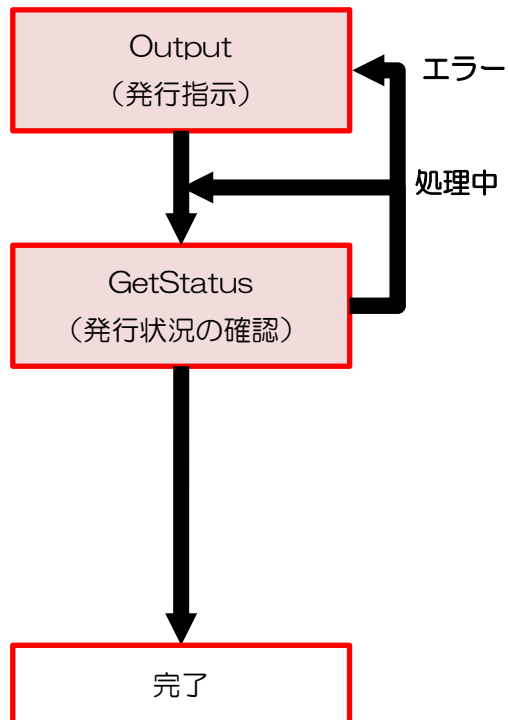 Output
（発行指示）
エラー
処理中
GetStatus
（発行状況の確認）
完了